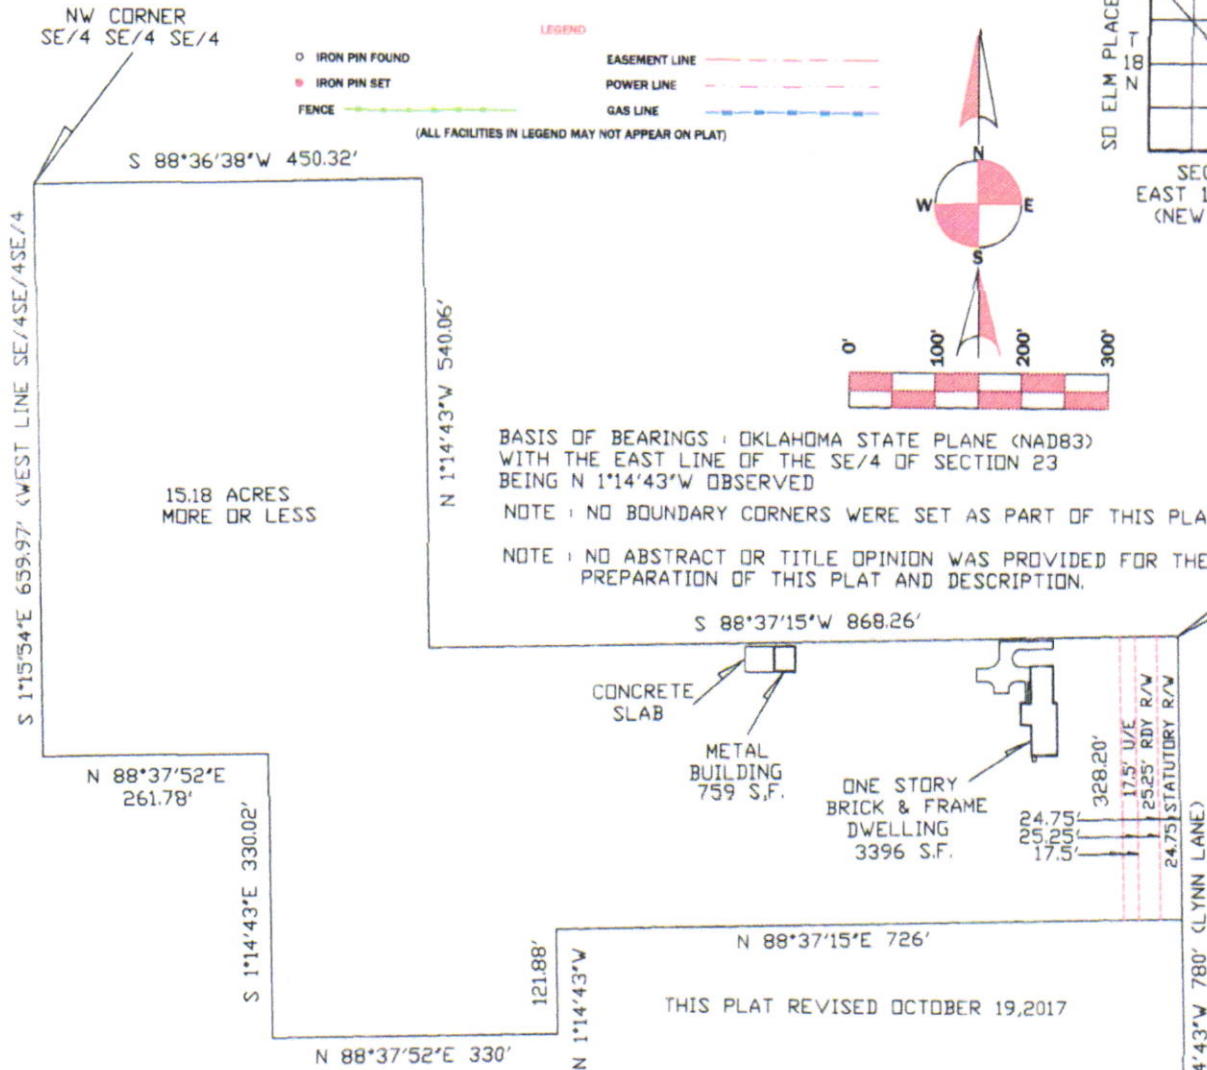 NW CORNER
SE/4 SE/4 SE/4
LEGEND
IRON PIN FOUND
IRON PIN SET
FENCE
EASEMENT LINE
POWER LINE
GAS LINE
(ALL FACILITIES IN LEGEND MAY NOT APPEAR ON PLAT)
SO ELM PLACE
T
18
N
EAST 1
(NEW
N
W E
S
0'
100'
200'
300'
S 88°36'38"W 450.32'
S 1°15'54"E 659.97' (WEST LINE SE/4SE/4SE/4
N 1°14'43"W 540.06'
15.18 ACRES
MORE OR LESS
BASIS OF BEARINGS : OKLAHOMA STATE PLANE (NAD83)
WITH THE EAST LINE OF THE SE/4 OF SECTION 23
BEING N 1°14'43"W OBSERVED
NOTE : NO BOUNDARY CORNERS WERE SET AS PART OF THIS PLA
NOTE : NO ABSTRACT OR TITLE OPINION WAS PROVIDED FOR THE
PREPARATION OF THIS PLAT AND DESCRIPTION.
S 88°37'15"W 868.26'
CONCRETE
SLAB
METAL
BUILDING
759 S.F.
ONE STORY
BRICK & FRAME
DWELLING
3396 S.F.
328.20'
17.5' U/E
25.25' RDY R/W
24.75' STATUTORY R/W
24.75'
25.25'
17.5'
N 88°37'52"E
261.78'
S 1°14'43"E 330.02'
N 88°37'15"E 726'
121.88'
N 1°14'43"W
N 88°37'52"E 330'
THIS PLAT REVISED OCTOBER 19,2017
4'43"W 780' (LYNN LANE)